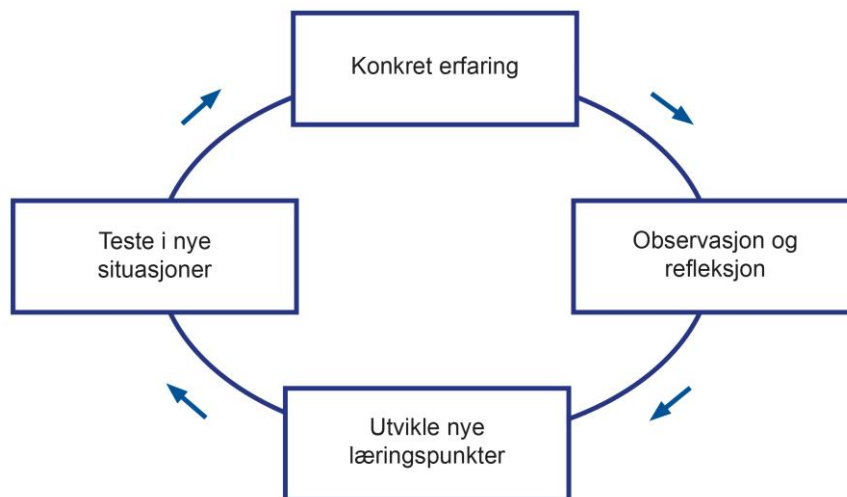 Konkret erfaring
Teste i nye
situasjoner
Observasjon og
refleksjon
Utvikle nye
læringspunkter